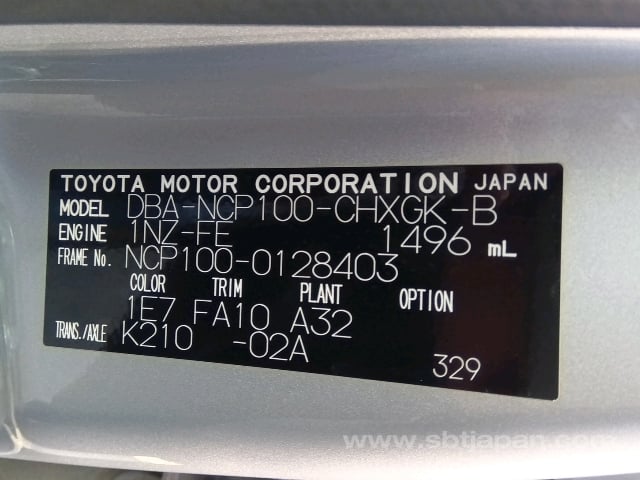 TOYOTA MOTOR CORPORATION JAPAN
MODEL DBA-NCP100-CHXGK-B
ENGINE 1NZ-FE 1496 mL
FRAME No. NCP100-0128403
COLOR TRIM PLANT OPTION
1E7 FA10 A32
TRANS./AXLE K210 -02A
329
www.sbtjapan.com